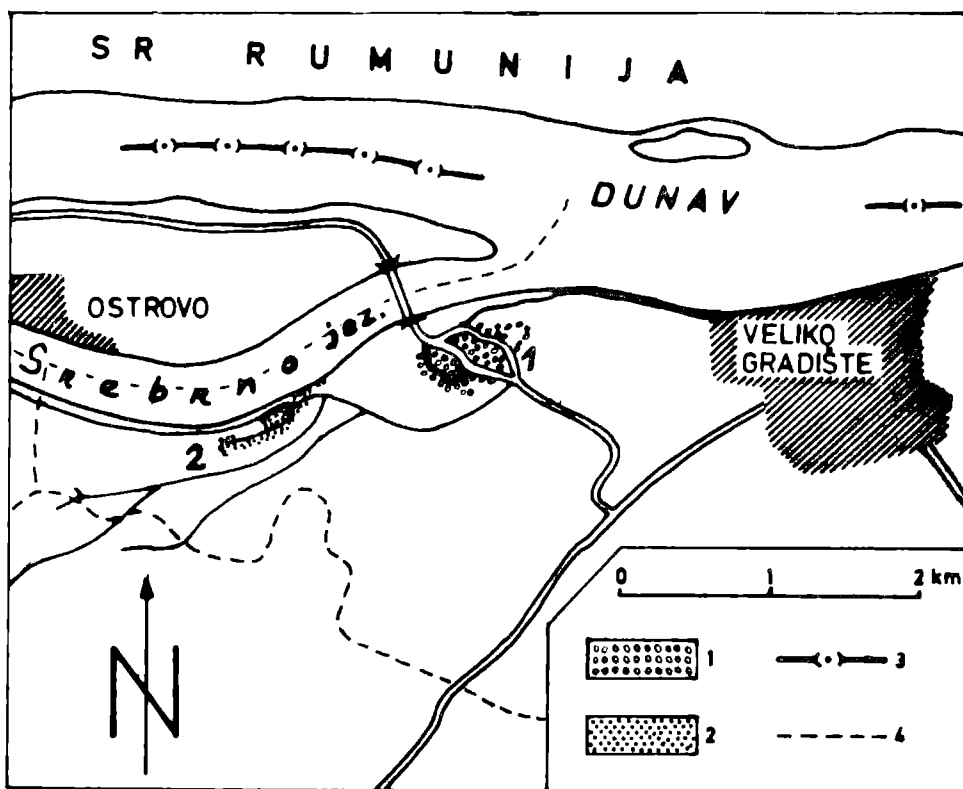 SR RUMUNIJA
DUNAV
OSTROVO
Srebrno jez.
VELIKO
GRADIŠTE
1
2
0 1 2 km
1 3
2 4
N